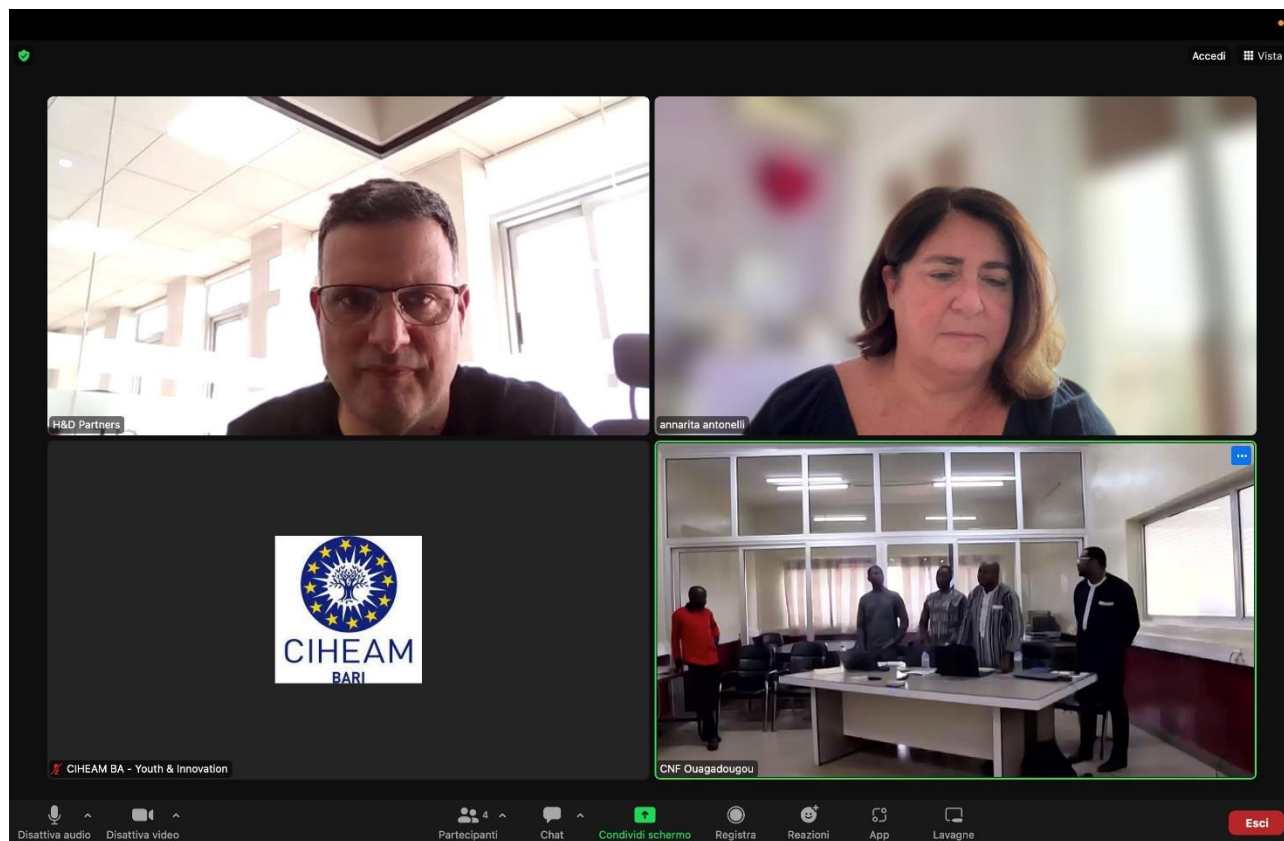 Accedi
Vista
H&D Partners
annarita antonelli
CIHEAM
BARI
CIHEAM BA - Youth & Innovation
CNF Ouagadougou
4
Disattiva audio
Disattiva video
Partecipanti
Chat
Condividi schermo
Registra
Reazioni
App
Lavagne
Esci